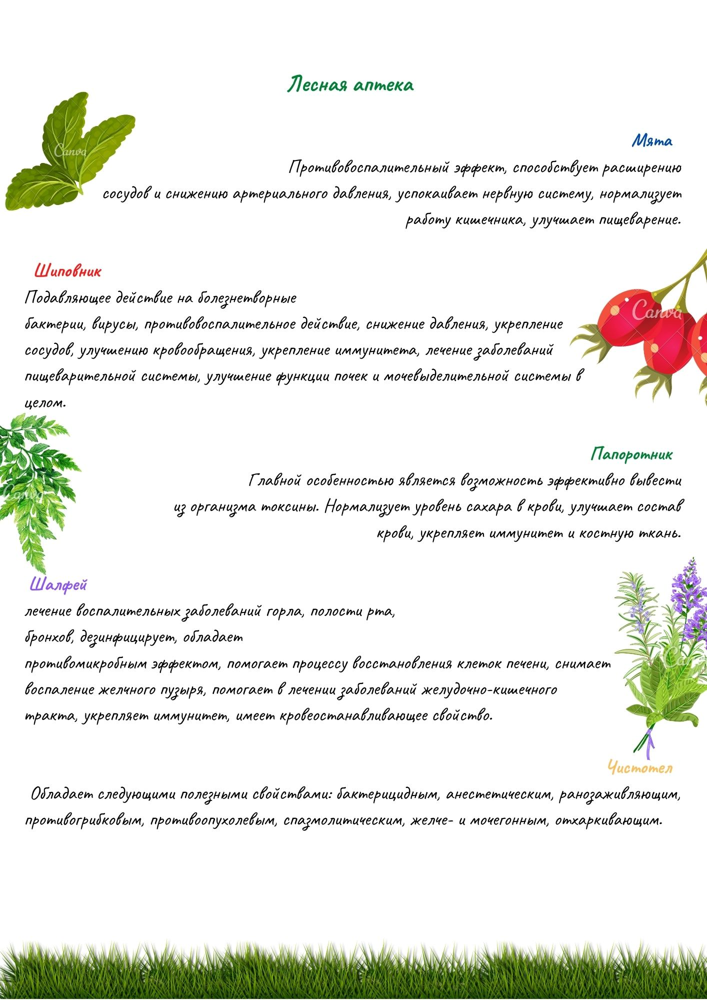 Лесная аптека
Мята
Противовоспалительный эффект, способствует расширению
сосудов и снижению артериального давления, успокаивает нервную систему, нормализует
работу кишечника, улучшает пищеварение.
Шиповник
Подавляющее действие на болезнетворные
бактерии, вирусы, противовоспалительное действие, снижение давления, укрепление
сосудов, улучшению кровообращения, укрепление иммунитета, лечение заболеваний
пищеварительной системы, улучшение функции почек и мочевыделительной системы в
целом.
Папоротник
Главной особенностью является возможность эффективно вывести
из организма токсины. Нормализует уровень сахара в крови, улучшает состав
крови, укрепляет иммунитет и костную ткань.
Шалфей
лечение воспалительных заболеваний горла, полости рта,
бронхов, дезинфицирует, обладает
противомикробным эффектом, помогает процессу восстановления клеток печени, снимает
воспаление желчного пузыря, помогает в лечении заболеваний желудочно-кишечного
тракта, укрепляет иммунитет, имеет кровеостанавливающее свойство.
Чистотел
Обладает следующими полезными свойствами: бактерицидным, анестетическим, ранозаживляющим,
противогрибковым, противоопухолевым, спазмолитическим, желче- и мочегонным, отхаркивающим.
Canva
Canva
Canva
Canva